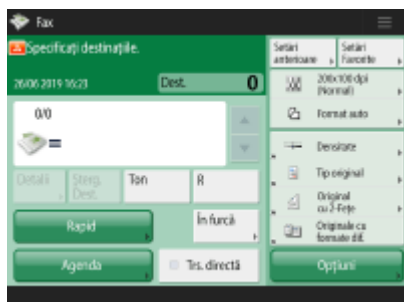 Fax
Specificați destinațiile.
26/06 2019 16:23
Dest. 0
0/0
Detalii
Șterg. Dest.
Ton
R
Rapid
În furcă
Agenda
Trs. directă
Setări anterioare
Setări Favorite
200x100 dpi
(Normal)
Format auto
Densitate
Tip original
Original
cu 2-Fețe
Originale cu
formate dif.
Opțiuni